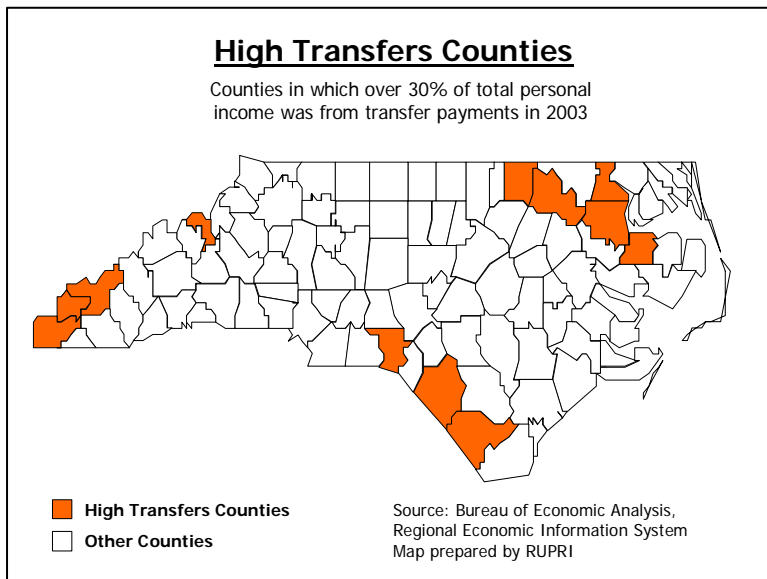 High Transfers Counties
Counties in which over 30% of total personal
income was from transfer payments in 2003
High Transfers Counties
Other Counties
Source: Bureau of Economic Analysis,
Regional Economic Information System
Map prepared by RUPRI